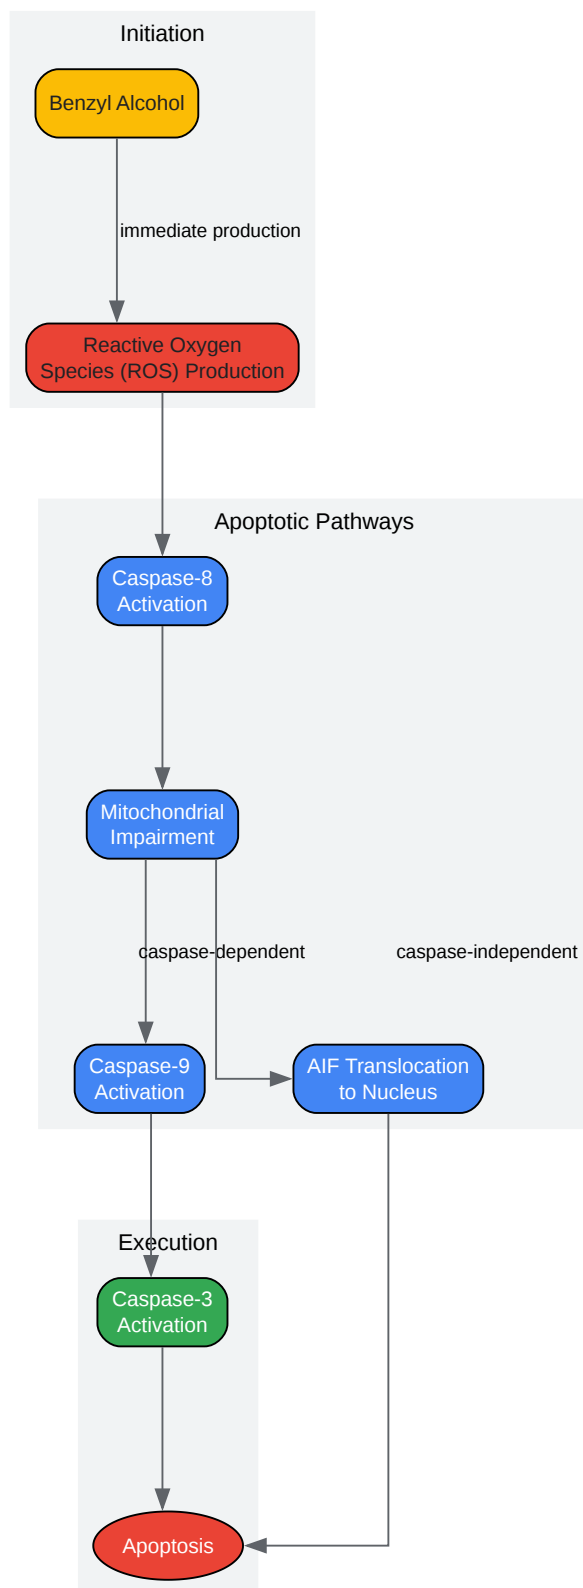 Initiation
Benzyl Alcohol
immediate production
Reactive Oxygen
Species (ROS) Production
Apoptotic Pathways
Caspase-8
Activation
Mitochondrial
Impairment
caspase-dependent
caspase-independent
Caspase-9
Activation
AIF Translocation
to Nucleus
Execution
Caspase-3
Activation
Apoptosis